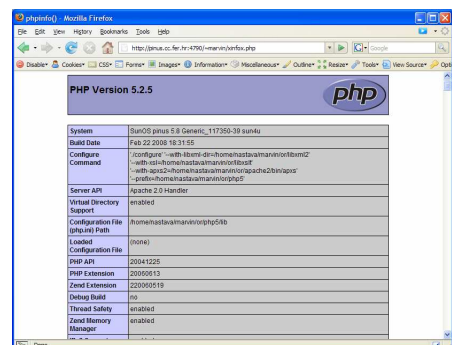 phpinfo() - Mozilla Firefox
File Edit View History Bookmarks Tools Help
http://pinus.cc.fer.hr:4790/~marvin/xinfox.php
Google
Disable Cookies CSS Forms Images Information Miscellaneous Outline Resize Tools View Source Opti
PHP Version 5.2.5
php
System SunOS pinus 5.8 Generic_117350-39 sun4u
Build Date Feb 22 2008 18:31:55
Configure './configure' '--with-libxml-dir=/home/nastava/marvin/or/libxml2'
Command '--with-xsl=/home/nastava/marvin/or/libxslt'
'--with-apxs2=/home/nastava/marvin/or/apache2/bin/apxs'
'--prefix=/home/nastava/marvin/or/php5'
Server API Apache 2.0 Handler
Virtual Directory enabled
Support
Configuration File /home/nastava/marvin/or/php5/lib
(php.ini) Path
Loaded (none)
Configuration File
PHP API 20041225
PHP Extension 20060613
Zend Extension 220060519
Debug Build no
Thread Safety enabled
Zend Memory enabled
Manager